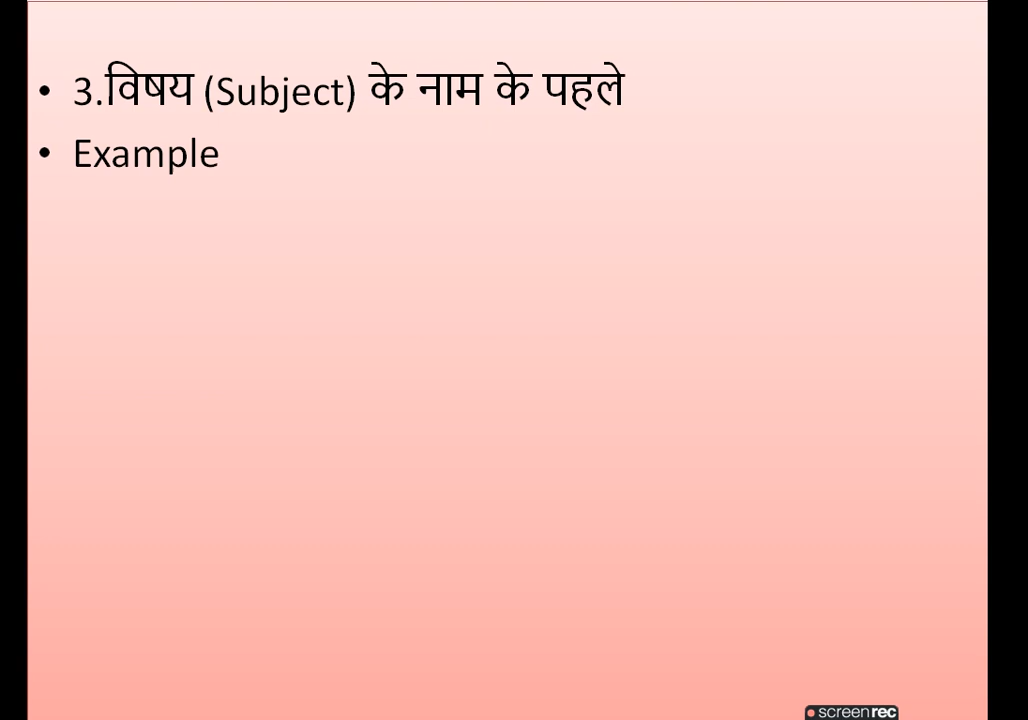 • 3.विषय (Subject) के नाम के पहले
• Example
screenrec